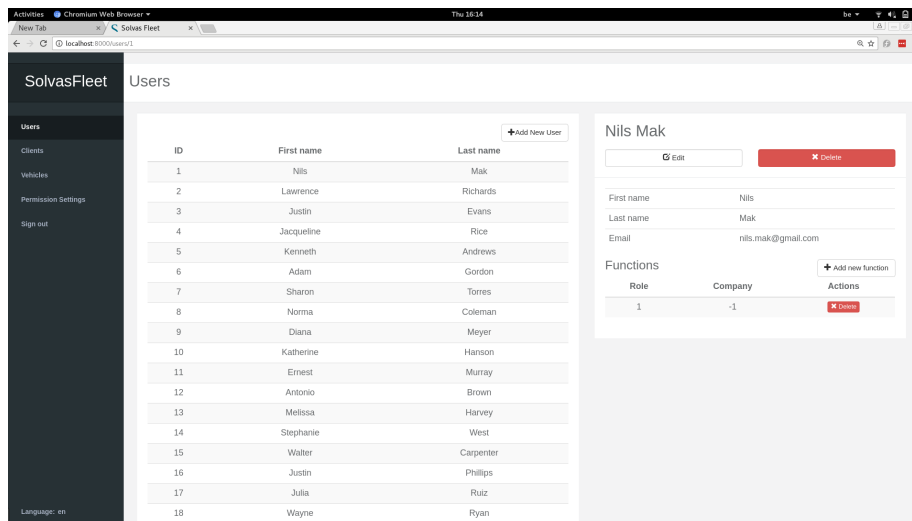 Activities Chromium Web Browser Thu 16:14 be
New Tab Solvas Fleet
localhost:8000/users/1
SolvasFleet
Users
Users
Clients
Vehicles
Permission Settings
Sign out
Language: en
Add New User
ID First name Last name
1 Nils Mak
2 Lawrence Richards
3 Justin Evans
4 Jacqueline Rice
5 Kenneth Andrews
6 Adam Gordon
7 Sharon Torres
8 Norma Coleman
9 Diana Meyer
10 Katherine Hanson
11 Ernest Murray
12 Antonio Brown
13 Melissa Harvey
14 Stephanie West
15 Walter Carpenter
16 Justin Phillips
17 Julia Ruiz
18 Wayne Ryan
Nils Mak
Edit Delete
First name Nils
Last name Mak
Email nils.mak@gmail.com
Functions Add new function
Role Company Actions
1 -1 Delete